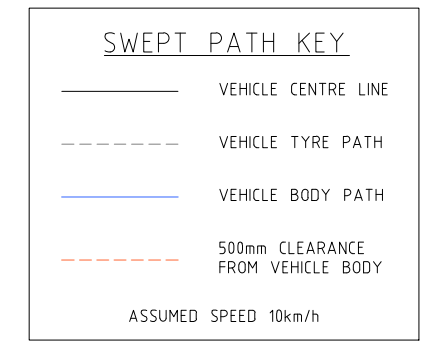 SWEPT PATH KEY
VEHICLE CENTRE LINE
VEHICLE TYRE PATH
VEHICLE BODY PATH
500mm CLEARANCE
FROM VEHICLE BODY
ASSUMED SPEED 10km/h